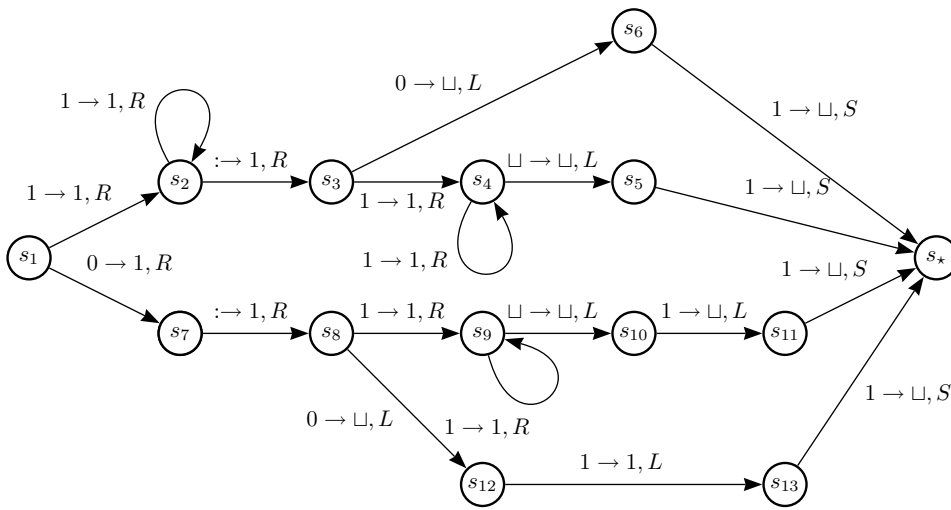 s₆
0 → ⊔, L
1 → ⊔, S
1 → 1, R
s₂
: → 1, R
s₃
1 → 1, R
s₄
⊔ → ⊔, L
s₅
1 → ⊔, S
1 → 1, R
1 → 1, R
s₁
0 → 1, R
s⋆
s₇
: → 1, R
s₈
1 → 1, R
s₉
⊔ → ⊔, L
s₁₀
1 → ⊔, L
s₁₁
1 → ⊔, S
0 → ⊔, L
1 → 1, R
1 → ⊔, S
s₁₂
1 → 1, L
s₁₃